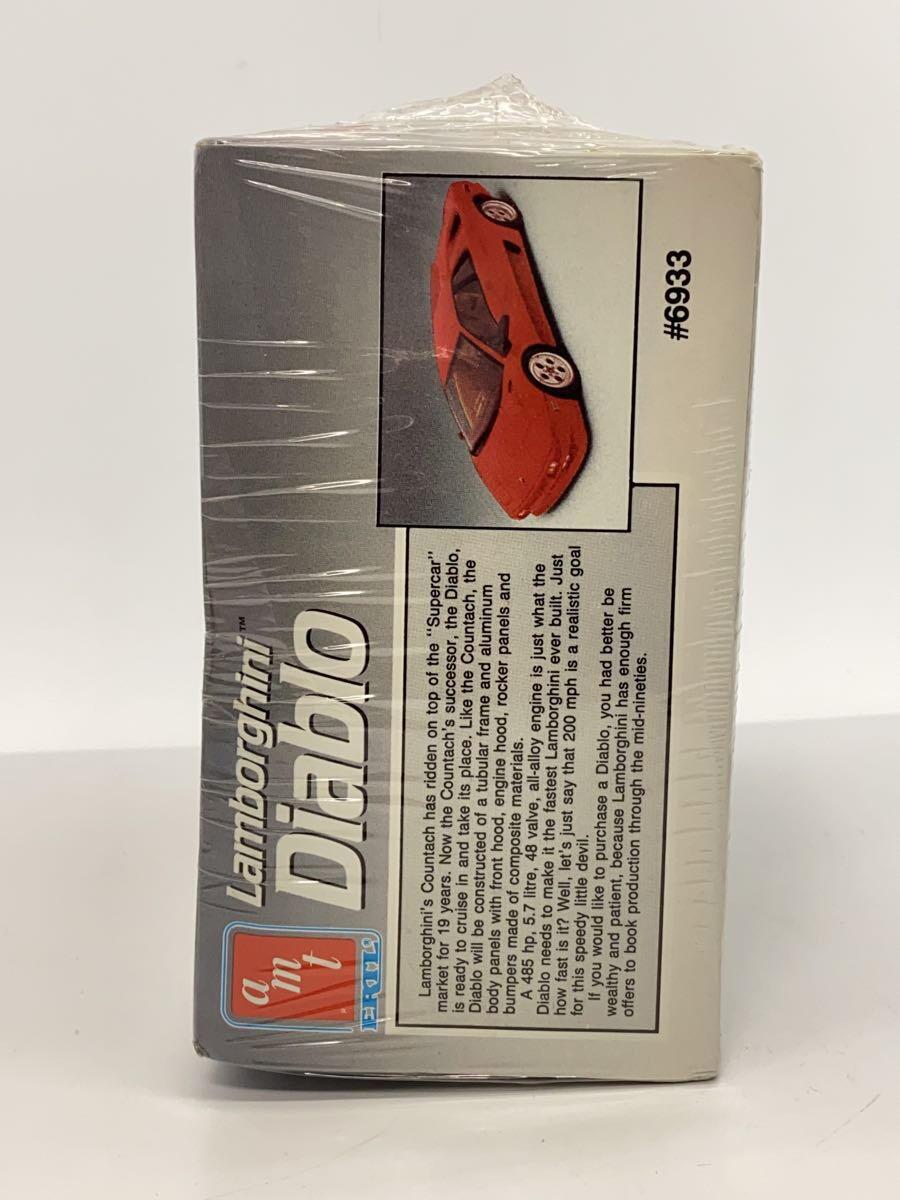 amt
ERTL
Lamborghini™
Diablo
Lamborghini's Countach has ridden on top of the "Supercar"
market for 19 years. Now the Countach's successor, the Diablo,
is ready to cruise in and take its place. Like the Countach, the
Diablo will be constructed of a tubular frame and aluminum
body panels with front hood, engine hood, rocker panels and
bumpers made of composite materials.
A 485 hp, 5.7 litre, 48 valve, all-alloy engine is just what the
Diablo needs to make it the fastest Lamborghini ever built. Just
how fast is it? Well, let's just say that 200 mph is a realistic goal
for this speedy little devil.
If you would like to purchase a Diablo, you had better be
wealthy and patient, because Lamborghini has enough firm
offers to book production through the mid-nineties.
#6933